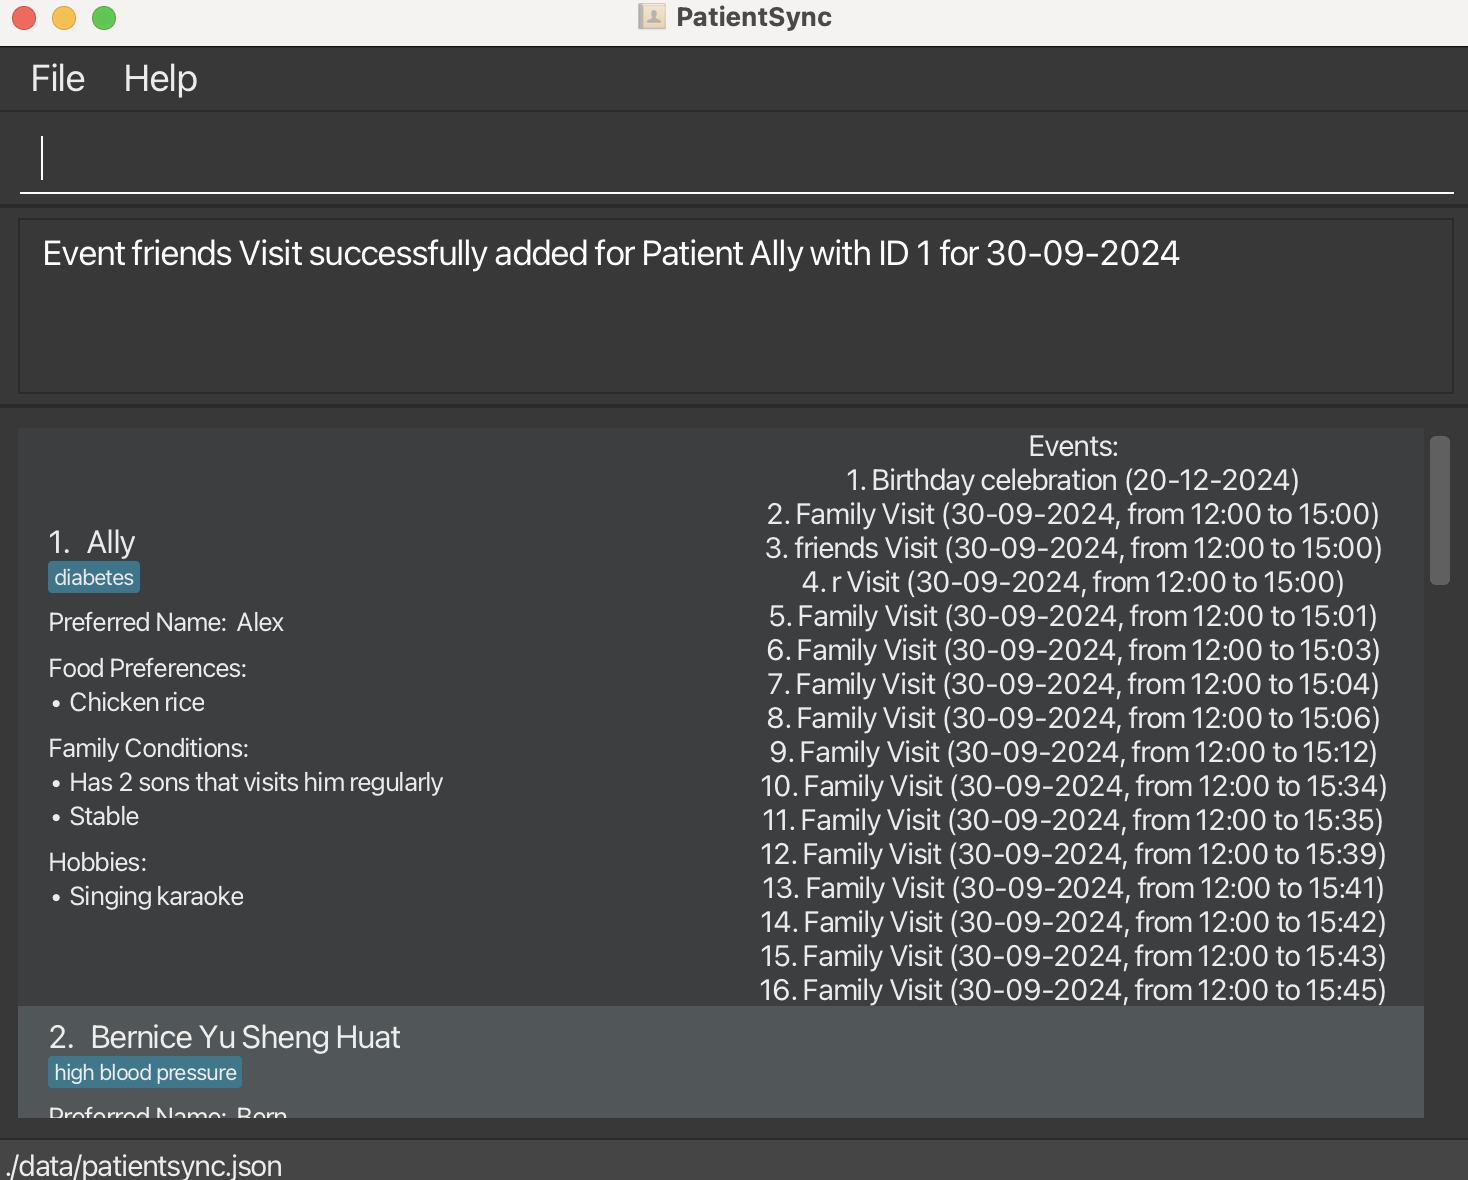 PatientSync
File Help
Event friends Visit successfully added for Patient Ally with ID 1 for 30-09-2024
1. Ally
diabetes
Preferred Name: Alex
Food Preferences:
• Chicken rice
Family Conditions:
• Has 2 sons that visits him regularly
• Stable
Hobbies:
• Singing karaoke
Events:
1. Birthday celebration (20-12-2024)
2. Family Visit (30-09-2024, from 12:00 to 15:00)
3. friends Visit (30-09-2024, from 12:00 to 15:00)
4. r Visit (30-09-2024, from 12:00 to 15:00)
5. Family Visit (30-09-2024, from 12:00 to 15:01)
6. Family Visit (30-09-2024, from 12:00 to 15:03)
7. Family Visit (30-09-2024, from 12:00 to 15:04)
8. Family Visit (30-09-2024, from 12:00 to 15:06)
9. Family Visit (30-09-2024, from 12:00 to 15:12)
10. Family Visit (30-09-2024, from 12:00 to 15:34)
11. Family Visit (30-09-2024, from 12:00 to 15:35)
12. Family Visit (30-09-2024, from 12:00 to 15:39)
13. Family Visit (30-09-2024, from 12:00 to 15:41)
14. Family Visit (30-09-2024, from 12:00 to 15:42)
15. Family Visit (30-09-2024, from 12:00 to 15:43)
16. Family Visit (30-09-2024, from 12:00 to 15:45)
2. Bernice Yu Sheng Huat
high blood pressure
Preferred Name: Bern
./data/patientsync.json